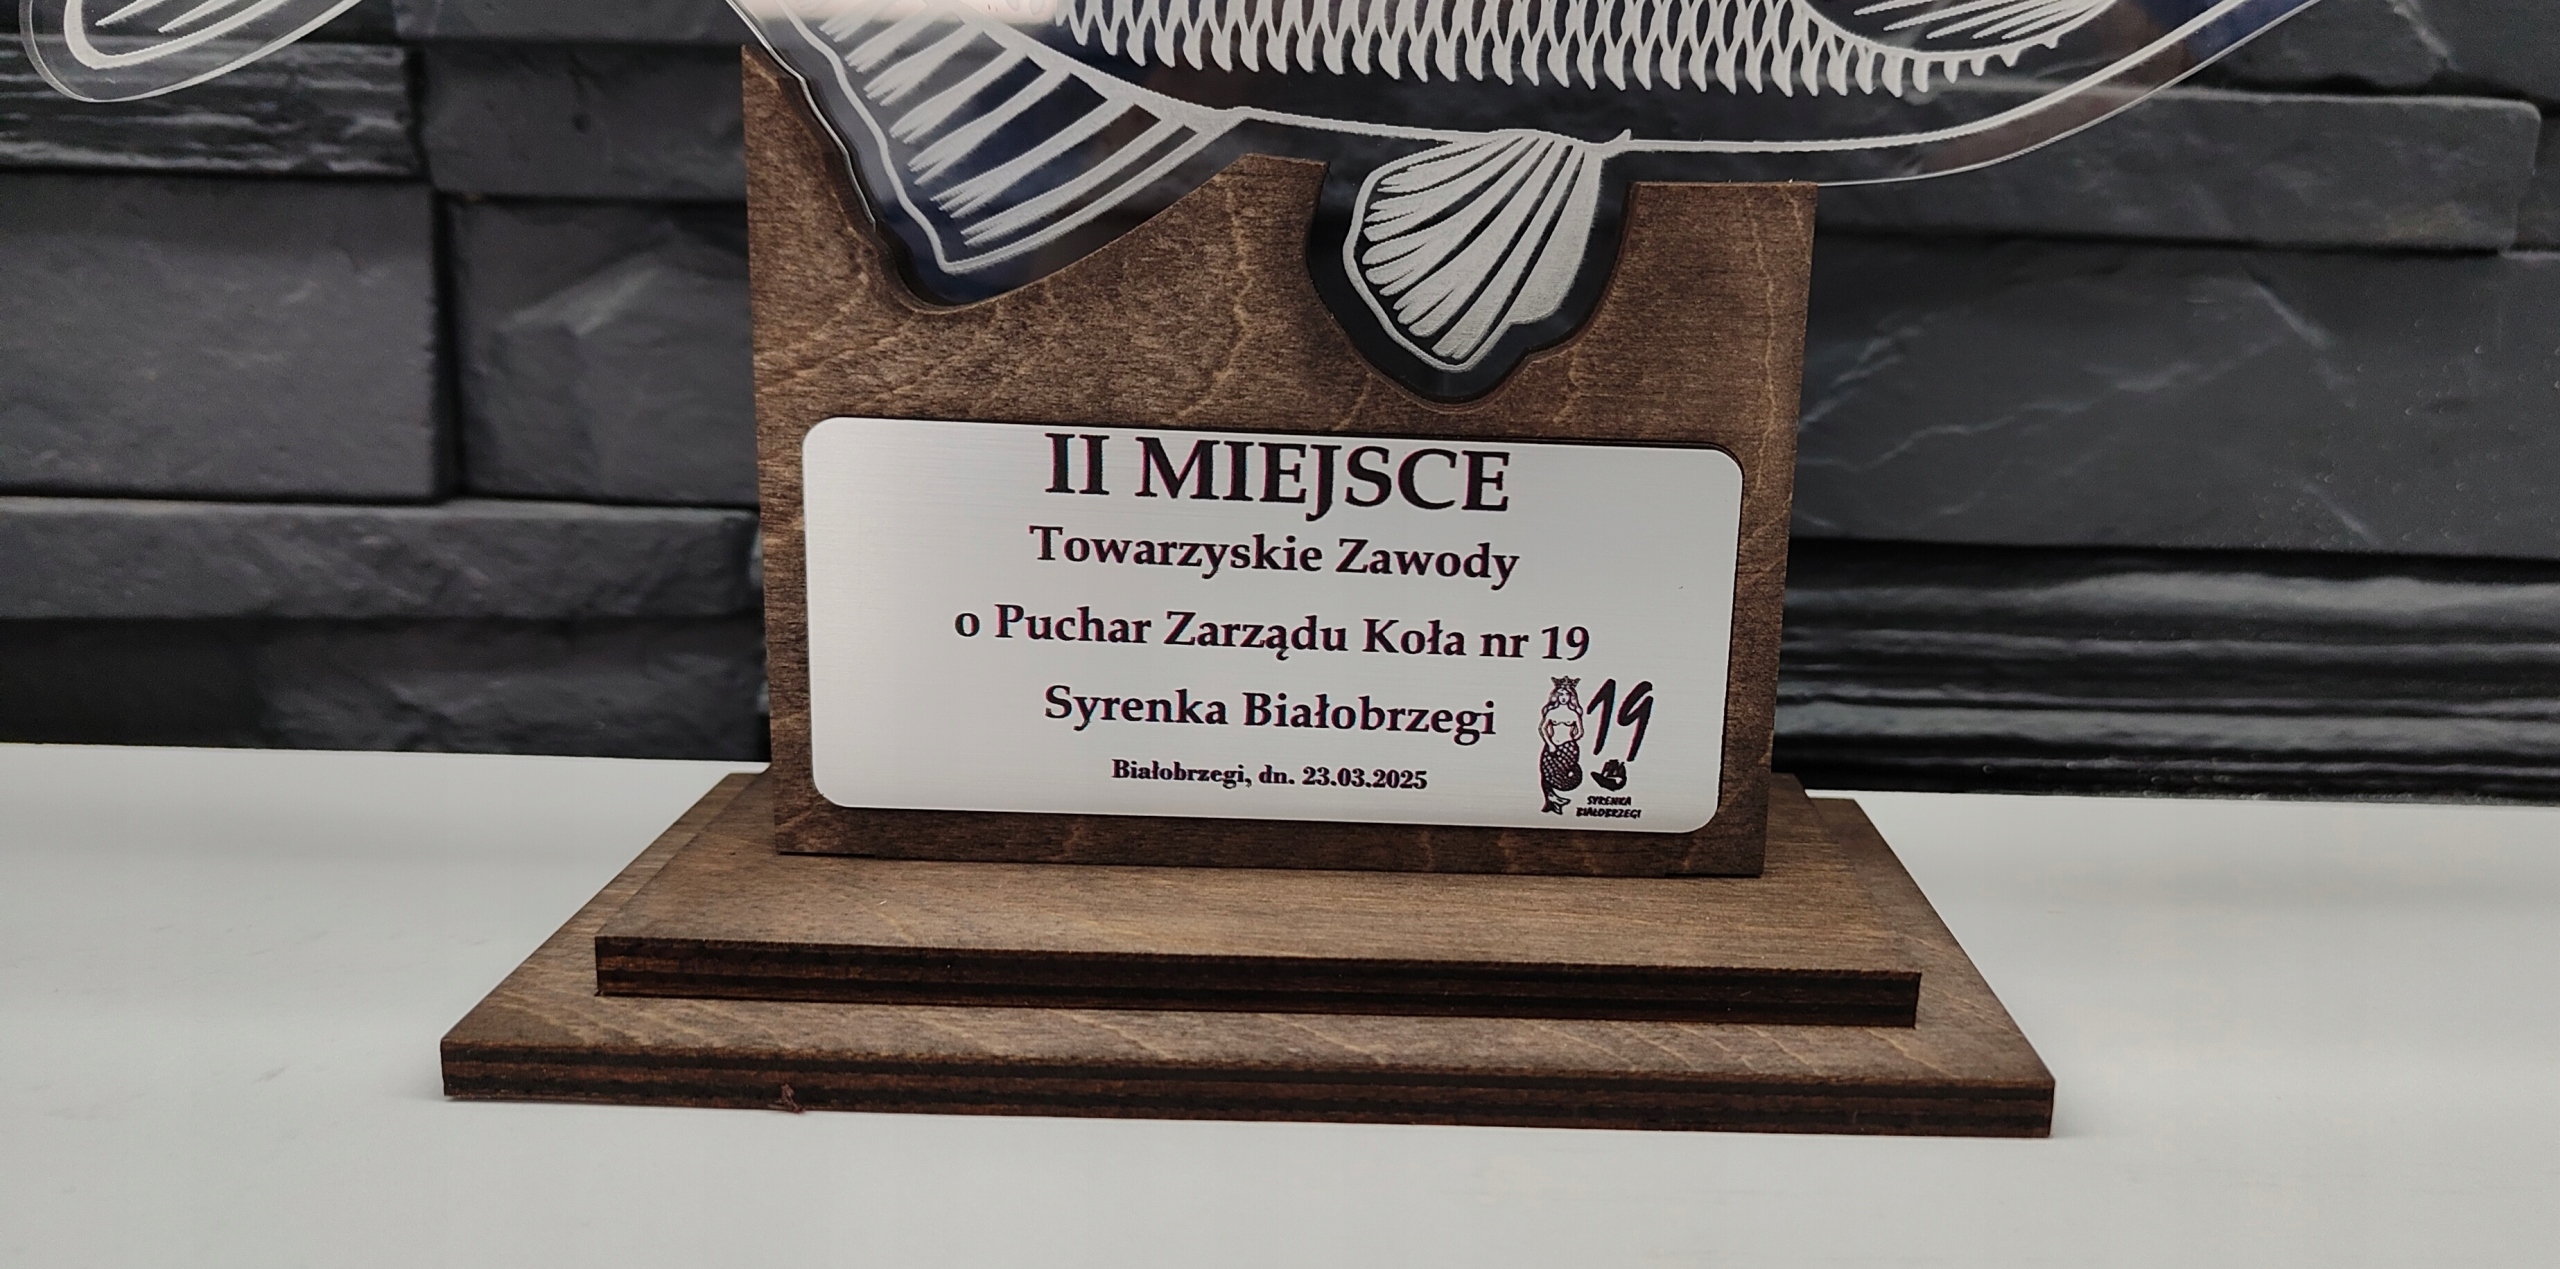 II MIEJSCE
Towarzyskie Zawody
o Puchar Zarządu Koła nr 19
Syrenka Białobrzegi
Białobrzegi, dn. 23.03.2025
19
SYRENKA
BIAŁOBRZEGI